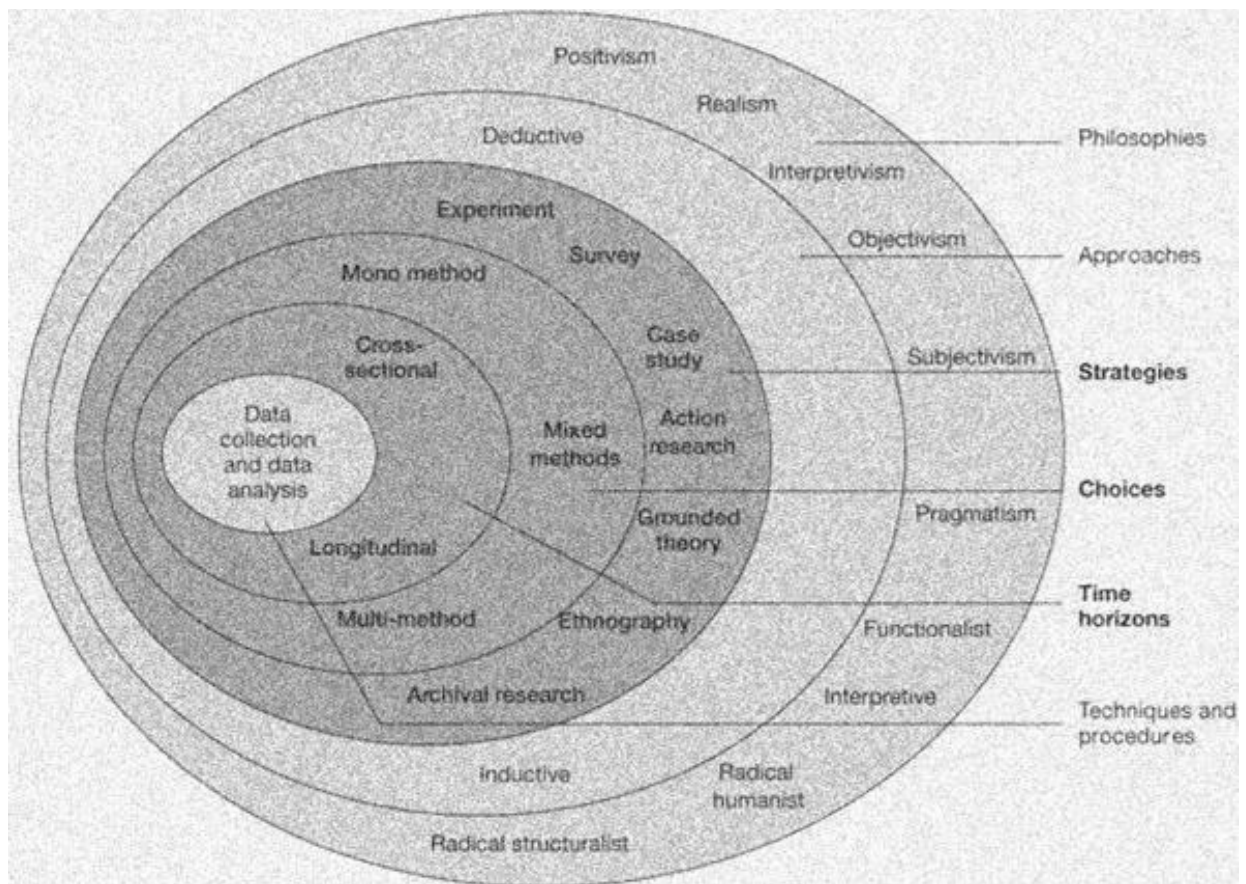 Positivism
Realism
Philosophies
Deductive
Interpretivism
Experiment
Objectivism
Survey
Approaches
Mono method
Case
study
Cross-
sectional
Subjectivism
Strategies
Data
collection
and data
analysis
Mixed
methods
Action
research
Choices
Pragmatism
Grounded
theory
Longitudinal
Time
horizons
Multi-method
Ethnography
Functionalist
Archival research
Interpretive
Techniques and
procedures
Inductive
Radical
humanist
Radical structuralist